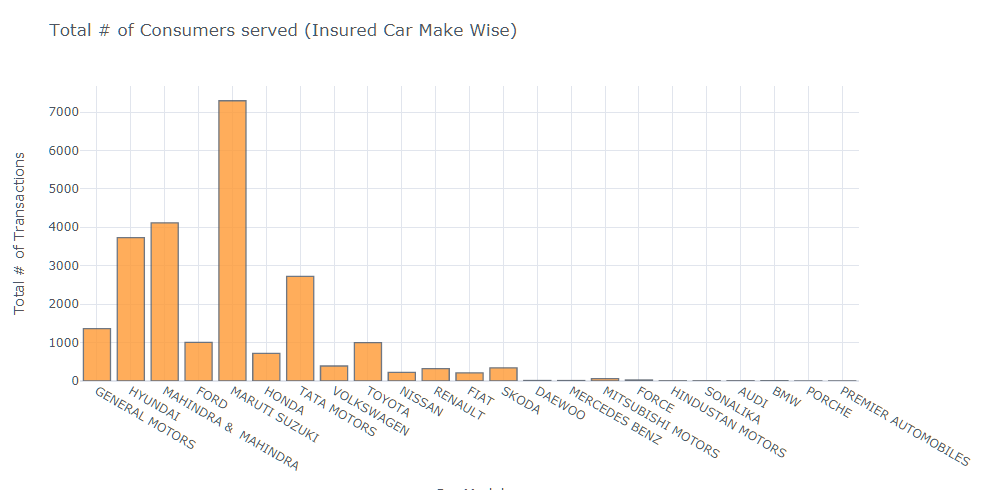 Total # of Consumers served (Insured Car Make Wise)
Total # of Transactions
7000
6000
5000
4000
3000
2000
1000
0
GENERAL MOTORS
HYUNDAI
MAHINDRA &  MAHINDRA
FORD
MARUTI SUZUKI
HONDA
TATA MOTORS
VOLKSWAGEN
TOYOTA
NISSAN
RENAULT
FIAT
SKODA
DAEWOO
MERCEDES BENZ
MITSUBISHI MOTORS
FORCE
HINDUSTAN MOTORS
SONALIKA
AUDI
BMW
PORCHE
PREMIER AUTOMOBILES